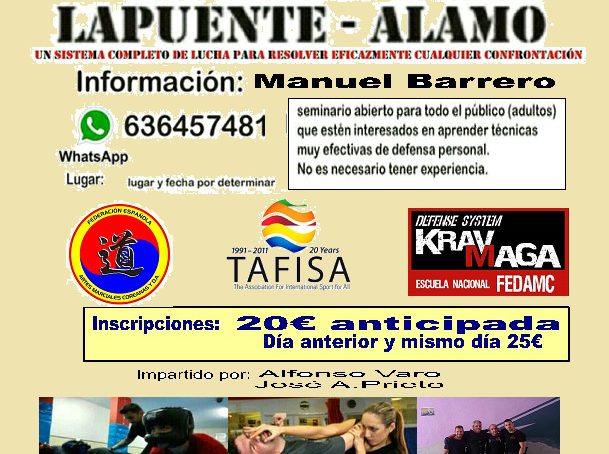 LAPUENTE - ALAMO
UN SISTEMA COMPLETO DE LUCHA PARA RESOLVER EFICAZMENTE CUALQUIER CONFRONTACIÓN
Información: Manuel Barrero
636457481
WhatsApp
Lugar: lugar y fecha por determinar
seminario abierto para todo el público (adultos)
que estén interesados en aprender técnicas
muy efectivas de defensa personal.
No es necesario tener experiencia.
FEDERACIÓN ESPAÑOLA
道
ARTES MARCIALES COREANAS Y D.A
1991-2011 20 Years
TAFISA
The Association For International Sport for All
DEFENSE SYSTEM
KRAV MAGA
ESCUELA NACIONAL FEDAMC
Inscripciones: 20€ anticipada
Día anterior y mismo día 25€
Impartido por: Alfonso Varo
José A.Prieto